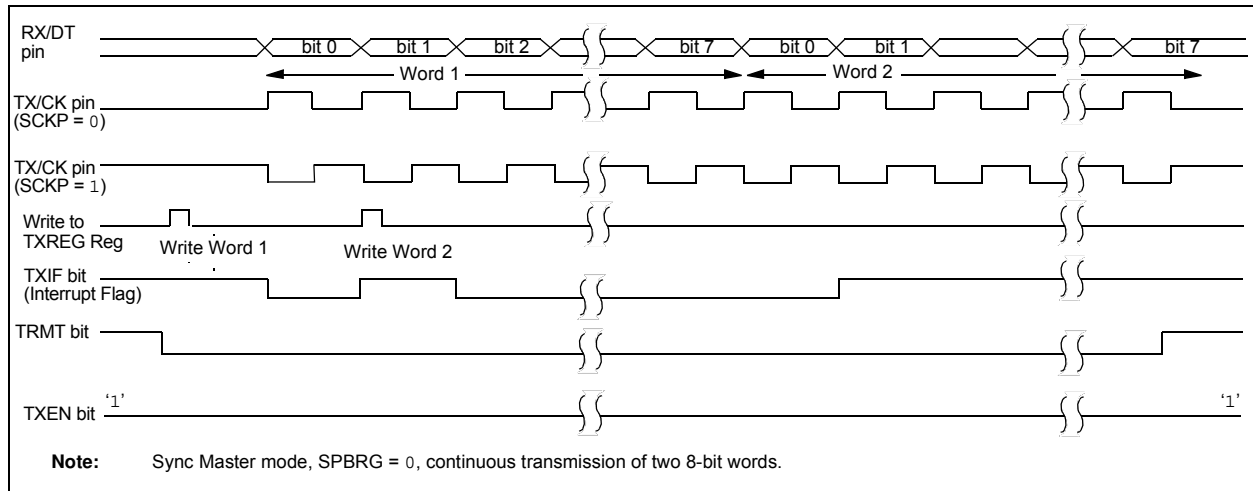 RX/DT
pin
bit 0 bit 1 bit 2 bit 7 bit 0 bit 1 bit 7
Word 1 Word 2
TX/CK pin
(SCKP = 0)
TX/CK pin
(SCKP = 1)
Write to
TXREG Reg
Write Word 1 Write Word 2
TXIF bit
(Interrupt Flag)
TRMT bit
TXEN bit '1' '1'
Note: Sync Master mode, SPBRG = 0, continuous transmission of two 8-bit words.